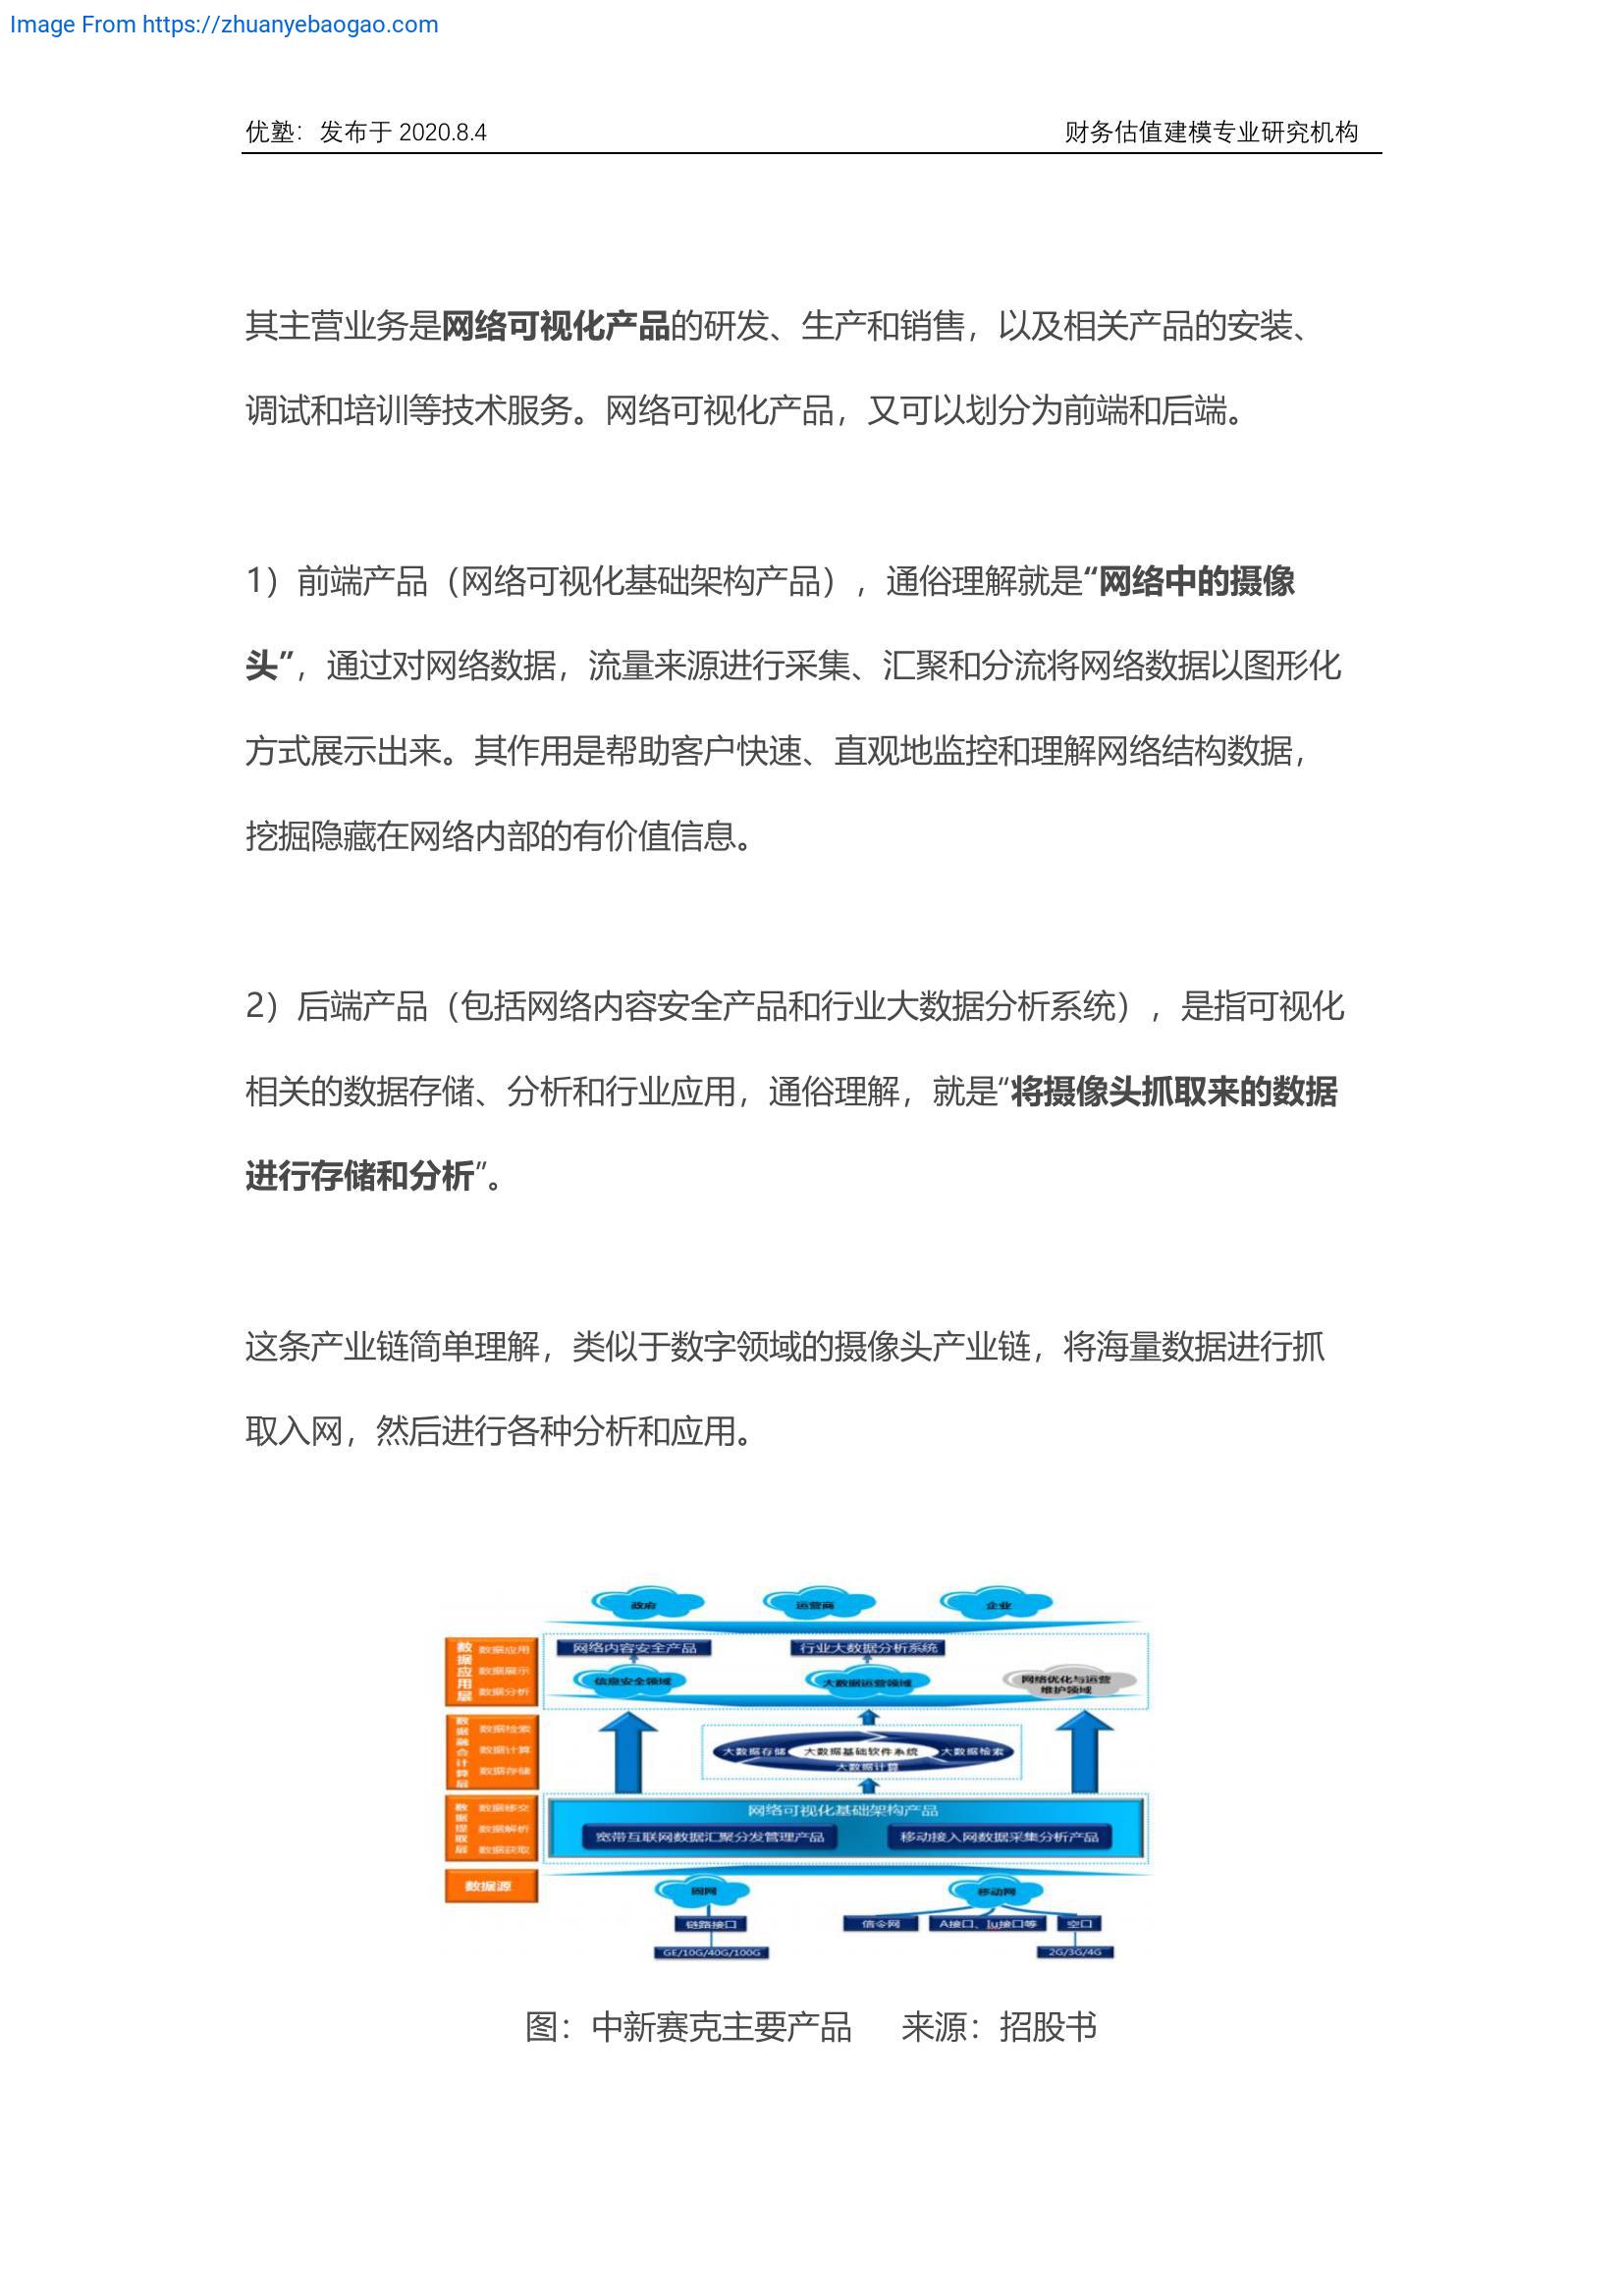 Image From https://zhuanyebaogao.com
优塾：发布于 2020.8.4
财务估值建模专业研究机构
其主营业务是网络可视化产品的研发、生产和销售，以及相关产品的安装、
调试和培训等技术服务。网络可视化产品，又可以划分为前端和后端。
1）前端产品（网络可视化基础架构产品），通俗理解就是“网络中的摄像
头”，通过对网络数据，流量来源进行采集、汇聚和分流将网络数据以图形化
方式展示出来。其作用是帮助客户快速、直观地监控和理解网络结构数据，
挖掘隐藏在网络内部的有价值信息。
2）后端产品（包括网络内容安全产品和行业大数据分析系统），是指可视化
相关的数据存储、分析和行业应用，通俗理解，就是“将摄像头抓取来的数据
进行存储和分析”。
这条产业链简单理解，类似于数字领域的摄像头产业链，将海量数据进行抓
取入网，然后进行各种分析和应用。
政府
运营商
企业
数据应用层
数据应用
数据展示
数据分析
网络内容安全产品
行业大数据分析系统
信息安全领域
大数据运营领域
网络优化与运营
维护领域
数据融合计算层
数据检索
数据计算
数据存储
大数据存储
大数据基础软件系统
大数据检索
大数据计算
数据提取层
数据移交
数据解析
数据获取
网络可视化基础架构产品
宽带互联网数据汇聚分发管理产品
移动接入网数据采集分析产品
数据源
固网
移动网
链路接口
信令网
A接口、Iu接口等
空口
GE/10G/40G/100G
2G/3G/4G
图：中新赛克主要产品 来源：招股书